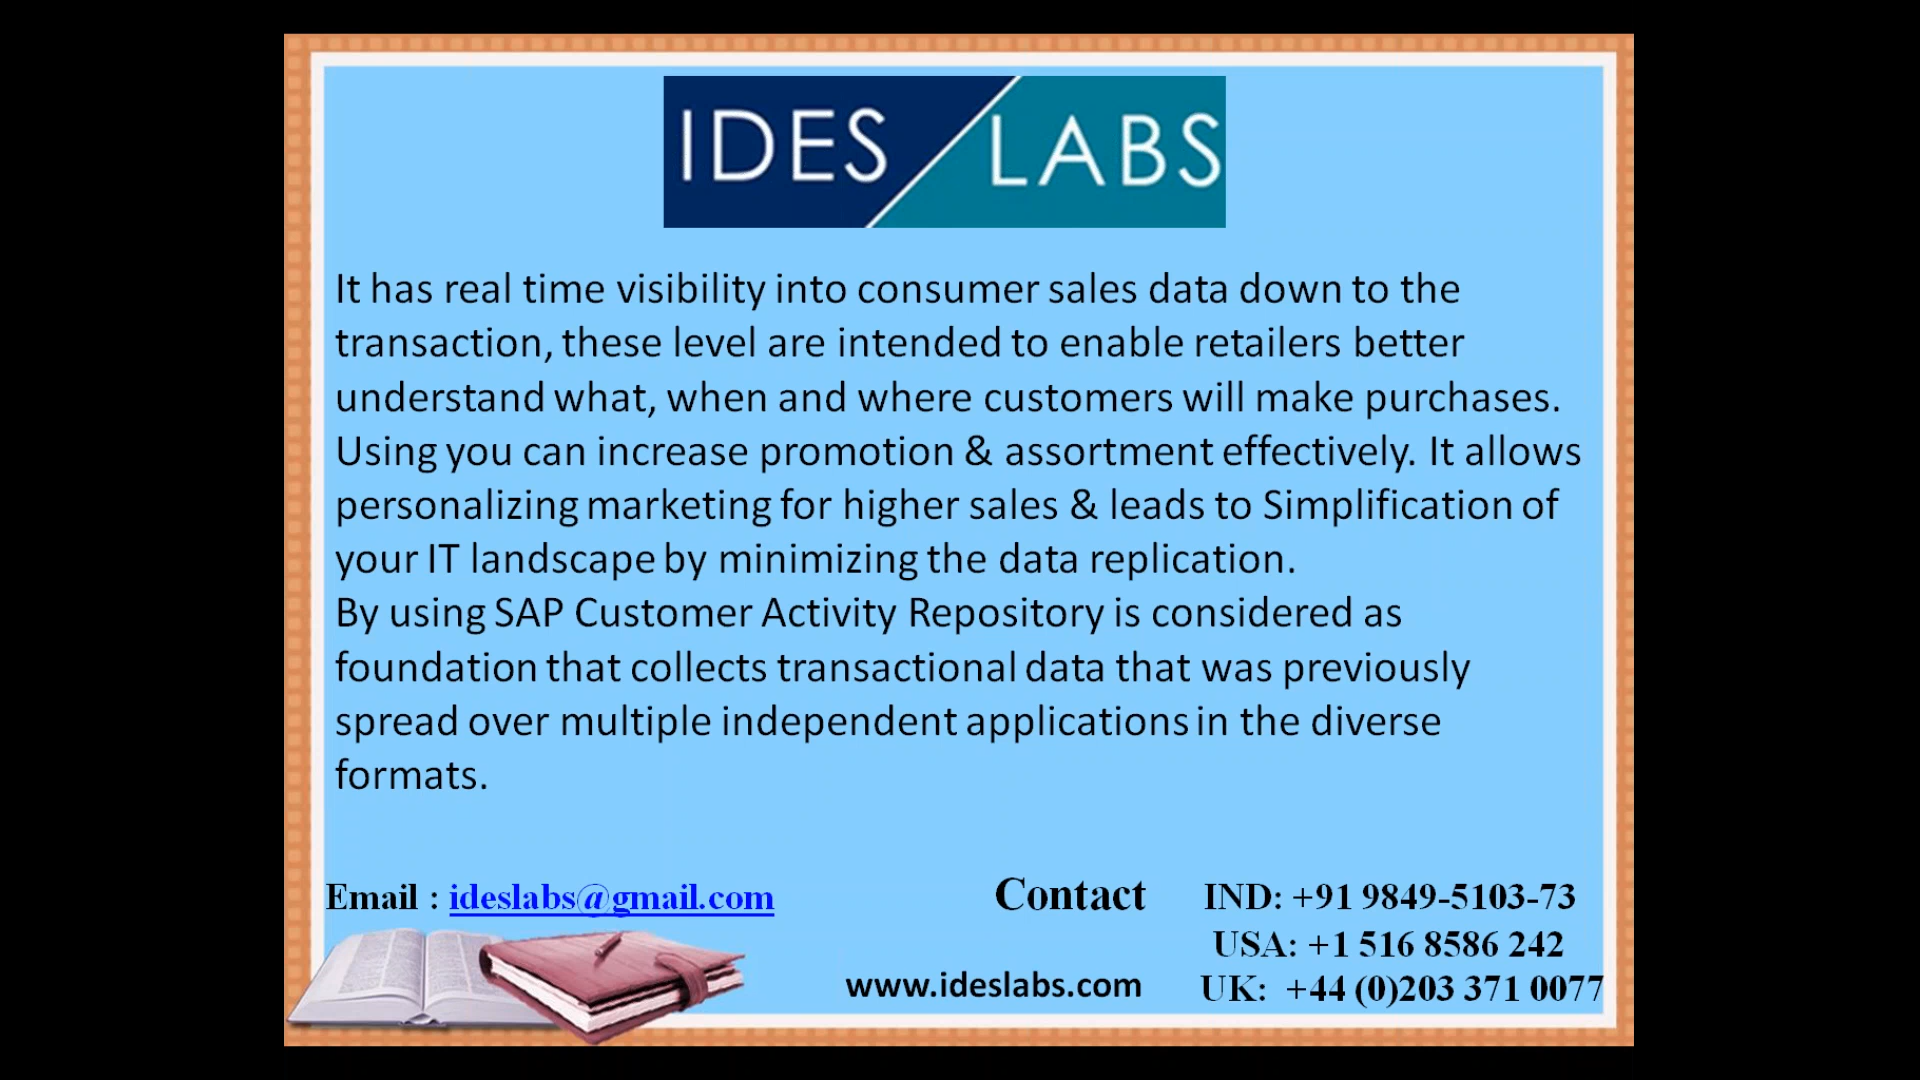 IDES LABS
It has real time visibility into consumer sales data down to the
transaction, these level are intended to enable retailers better
understand what, when and where customers will make purchases.
Using you can increase promotion & assortment effectively. It allows
personalizing marketing for higher sales & leads to Simplification of
your IT landscape by minimizing the data replication.
By using SAP Customer Activity Repository is considered as
foundation that collects transactional data that was previously
spread over multiple independent applications in the diverse
formats.
Email : ideslabs@gmail.com
Contact
IND: +91 9849-5103-73
USA: +1 516 8586 242
www.ideslabs.com
UK: +44 (0)203 371 0077